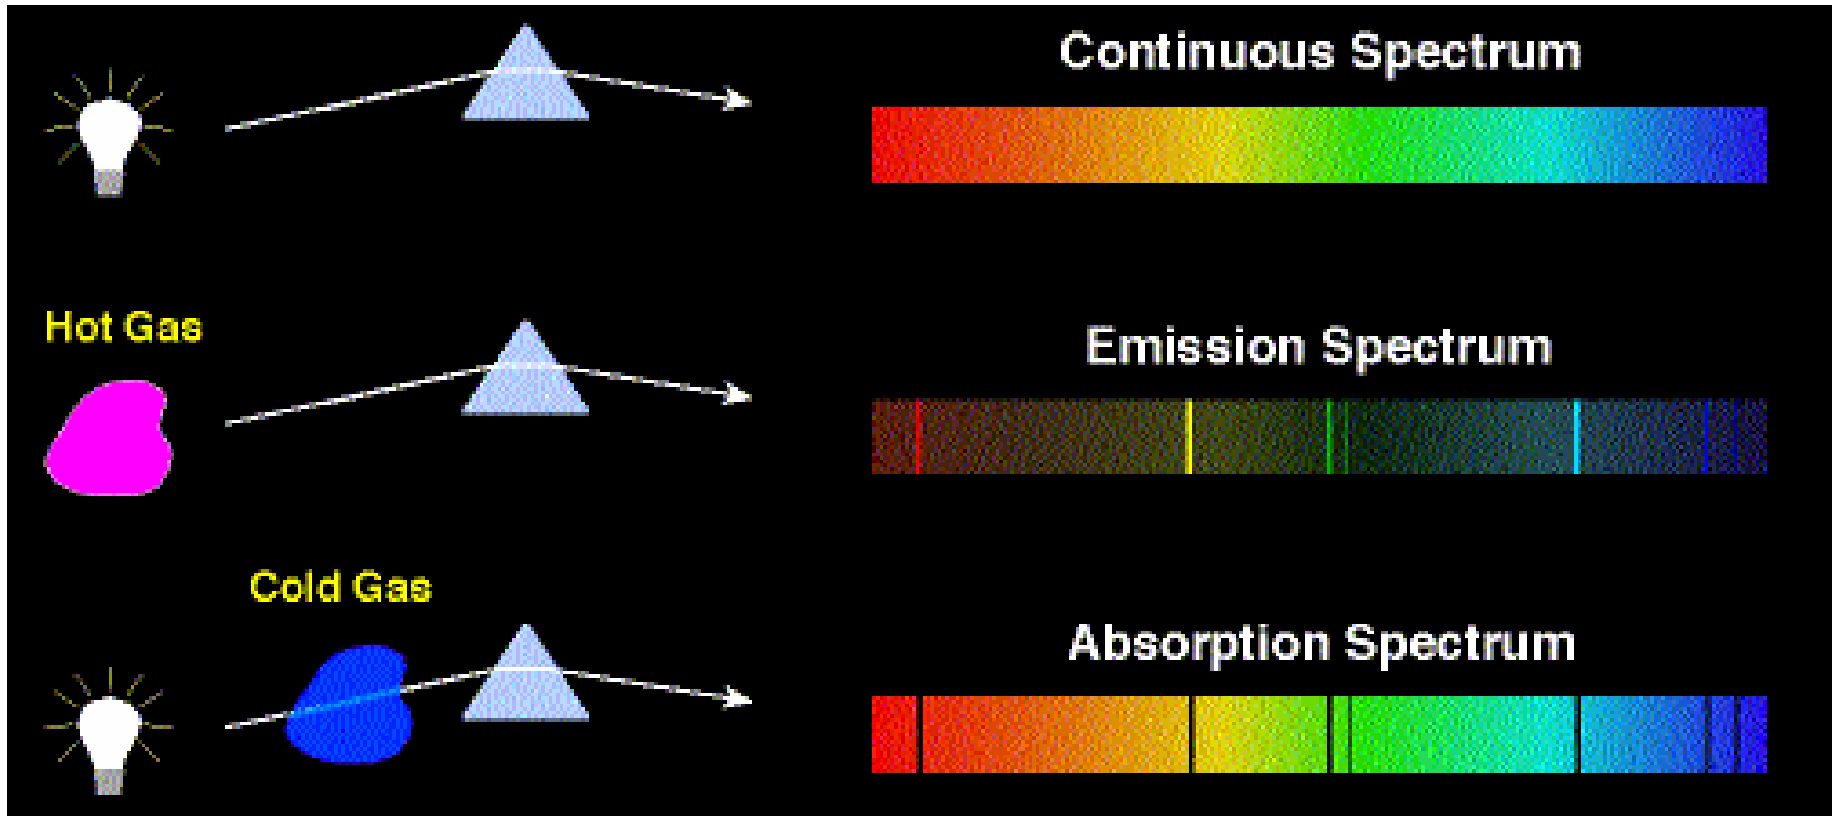 Continuous Spectrum
Hot Gas
Emission Spectrum
Cold Gas
Absorption Spectrum